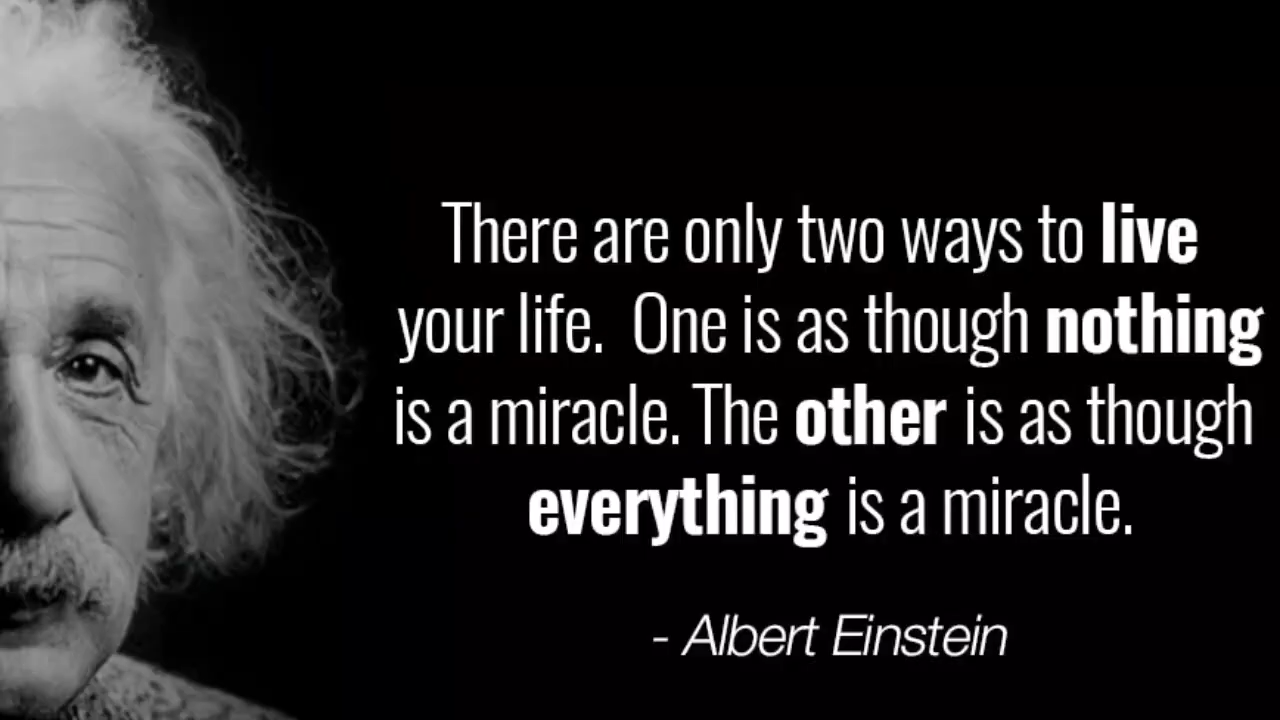 There are only two ways to live
your life. One is as though nothing
is a miracle. The other is as though
everything is a miracle.
- Albert Einstein